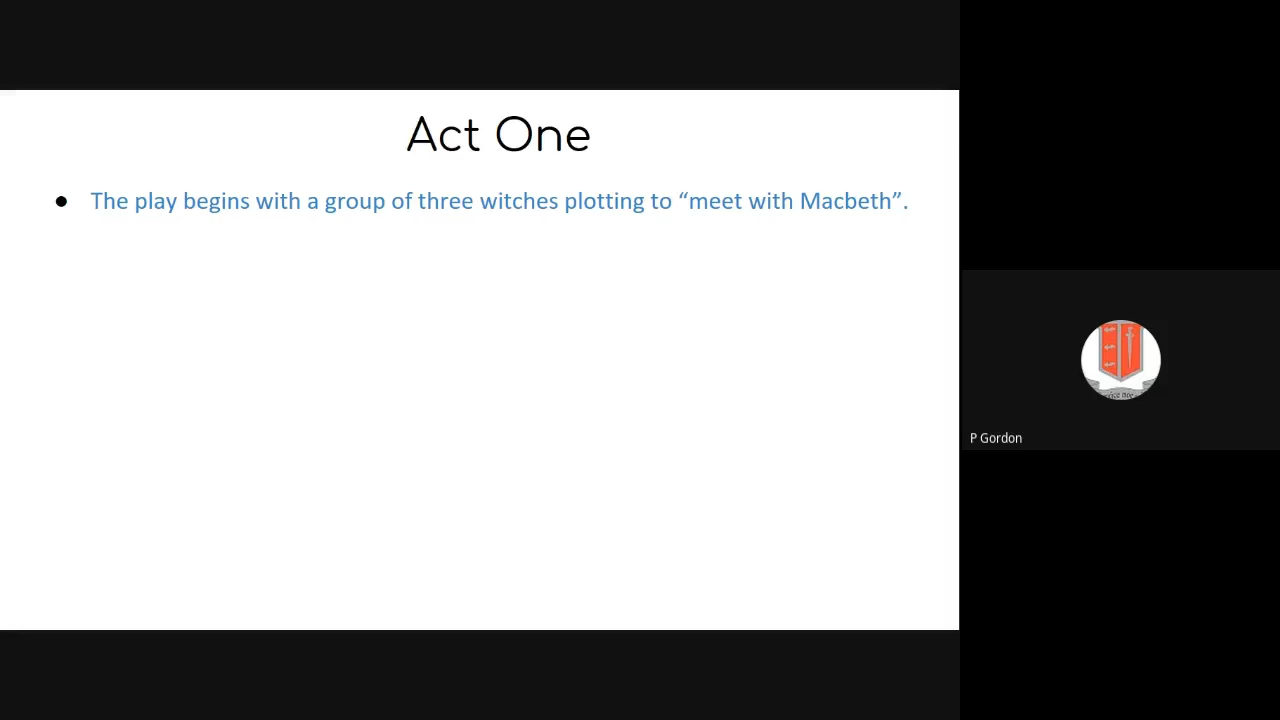 Act One
● The play begins with a group of three witches plotting to “meet with Macbeth”.
P Gordon